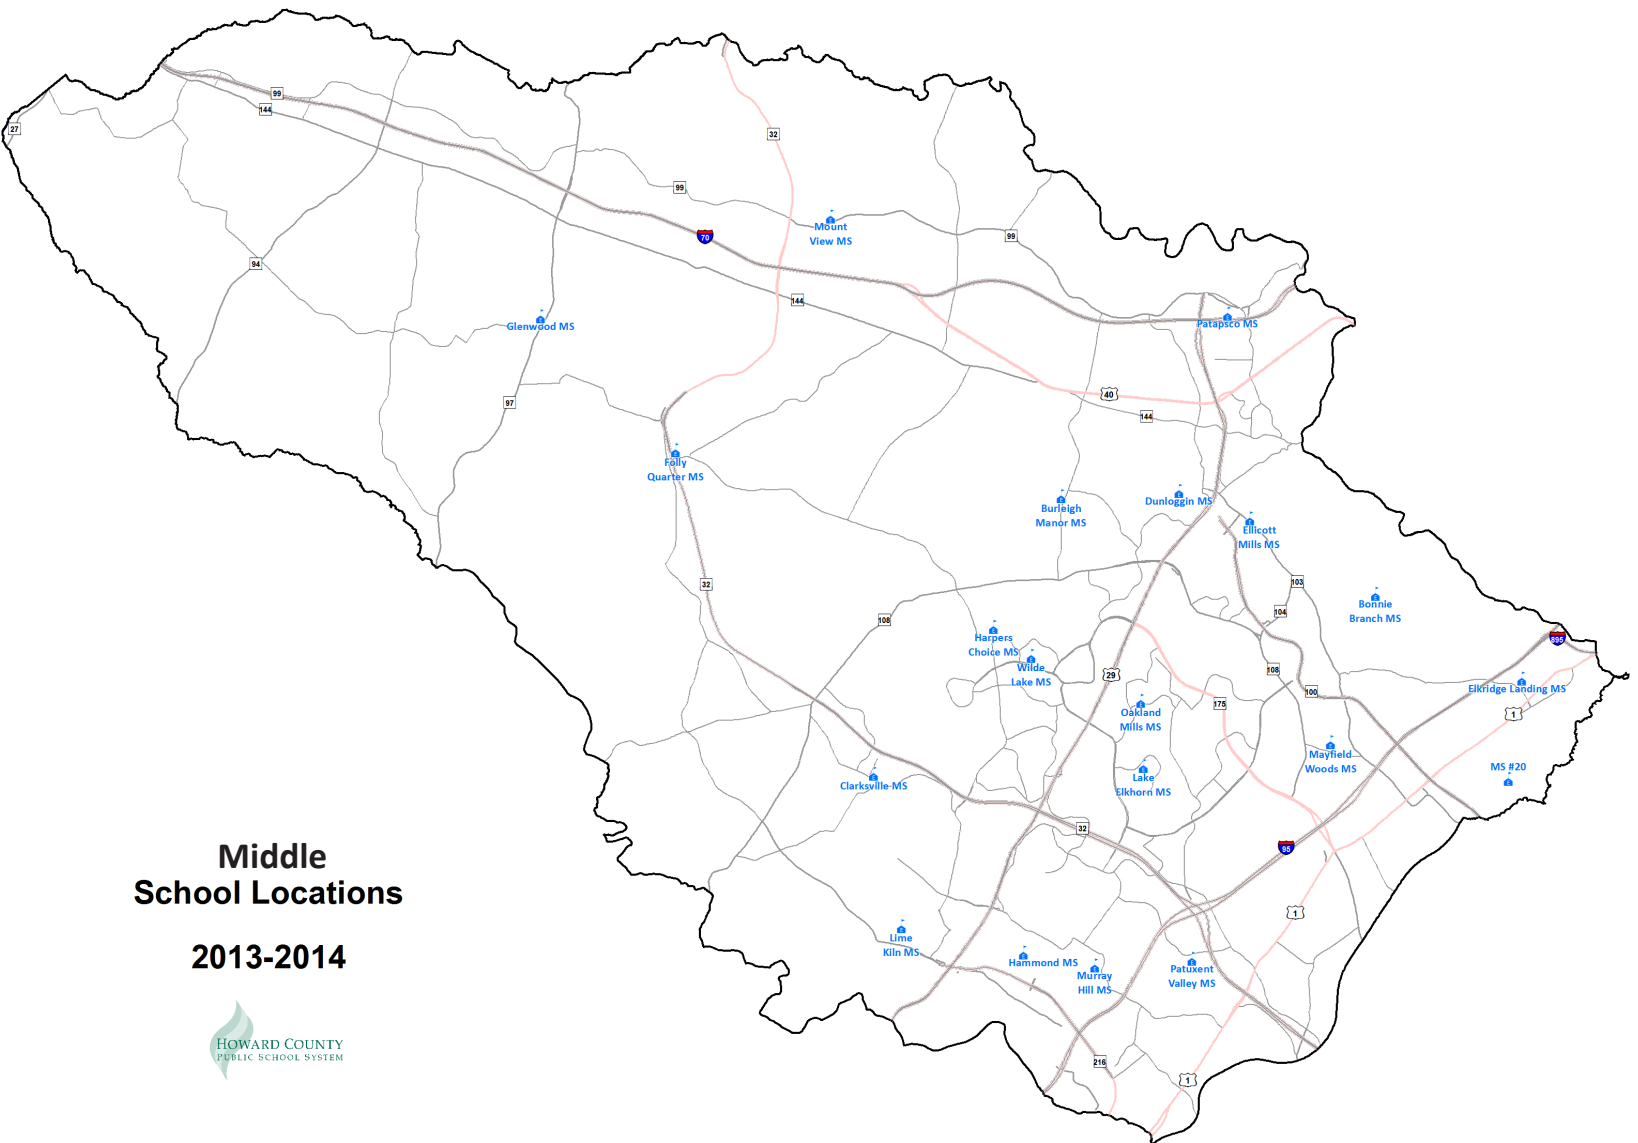 99
144
27
32
99
Mount
View MS
99
70
94
144
Glenwood MS
Patapsco MS
40
97
144
Folly
Quarter MS
Burleigh
Manor MS
Dunloggin MS
Ellicott
Mills MS
32
103
104
Bonnie
Branch MS
108
Harpers
Choice MS
895
Wilde
Lake MS
29
108
100
Elkridge Landing MS
175
Oakland
Mills MS
1
Mayfield
Woods MS
MS #20
Clarksville MS
Lake
Elkhorn MS
32
95
Middle
School Locations
2013-2014
1
Lime
Kiln MS
Hammond MS
Murray
Hill MS
Patuxent
Valley MS
HOWARD COUNTY
PUBLIC SCHOOL SYSTEM
216
1